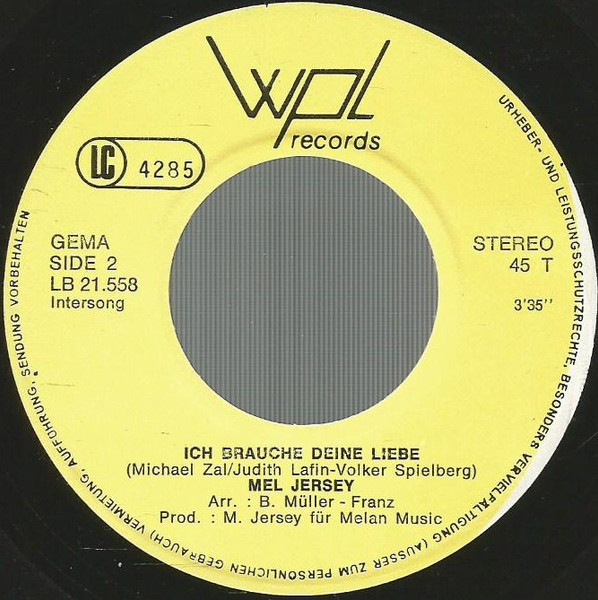 wpl
records
LC 4285
GEMA
SIDE 2
LB 21.558
Intersong
STEREO
45 T
3'35"
ICH BRAUCHE DEINE LIEBE
(Michael Zal/Judith Lafin-Volker Spielberg)
MEL JERSEY
Arr. : B. Müller - Franz
Prod. : M. Jersey für Melan Music
URHEBER- UND LEISTUNGSSCHUTZRECHTE, BESONDERS VERVIELFÄLTIGUNG (AUSSER ZUM PERSÖNLICHEN GEBRAUCH) VERMIETUNG, AUFFÜHRUNG, SENDUNG VORBEHALTEN